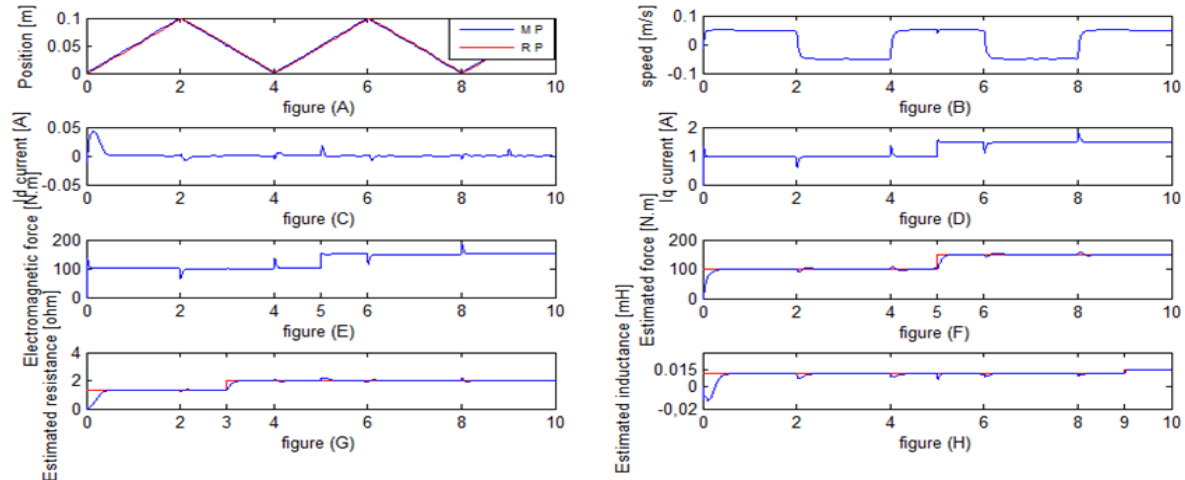 Position [m]
0.1
0.05
0
M P
R P
0 2 4 6 8 10
figure (A)
speed [m/s]
0.1
0
-0.1
0 2 4 6 8 10
figure (B)
Id current [A]
0.05
0
-0.05
0 2 4 6 8 10
figure (C)
Iq current [A]
2
1
0
0 2 4 6 8 10
figure (D)
Electromagnetic force [N.m]
200
100
0
0 2 4 5 6 8 10
figure (E)
Estimated force [N.m]
200
100
0
0 2 4 5 6 8 10
figure (F)
Estimated resistance [ohm]
4
2
0
0 2 3 4 6 8 10
figure (G)
Estimated inductance [mH]
0.015
0
-0,02
0 2 4 6 8 9 10
figure (H)